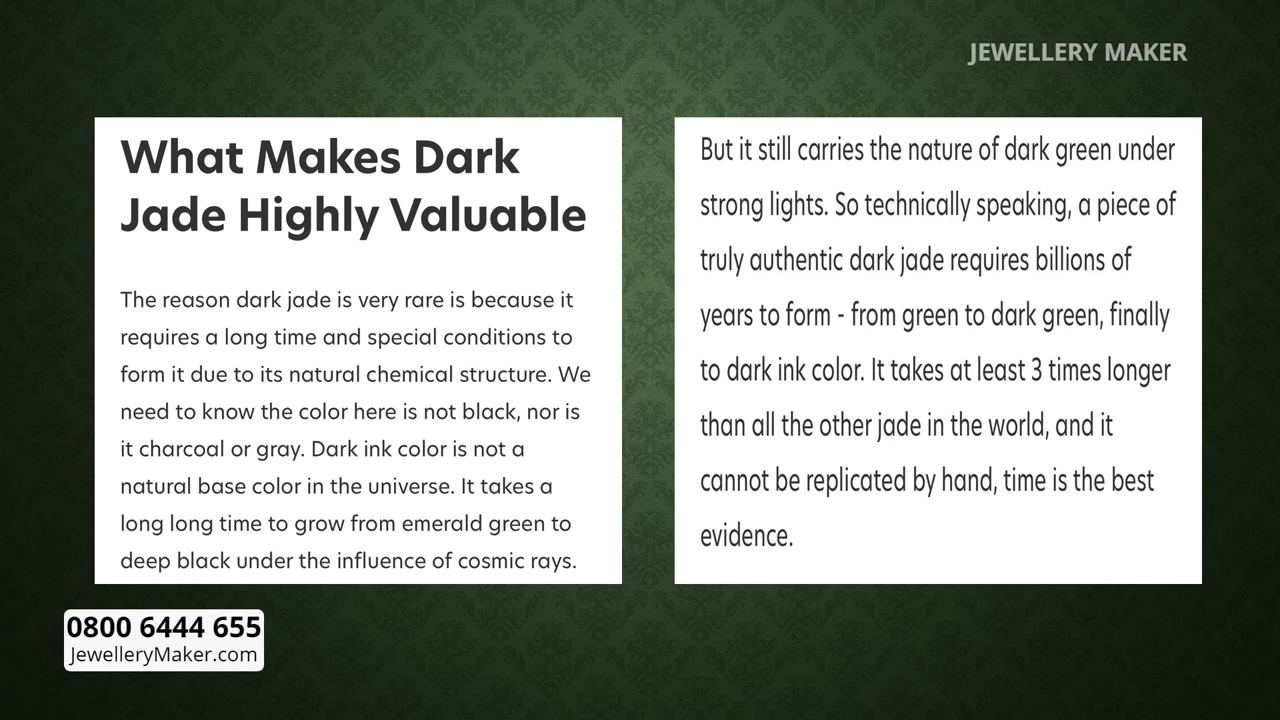 JEWELLERY MAKER
What Makes Dark
Jade Highly Valuable
The reason dark jade is very rare is because it
requires a long time and special conditions to
form it due to its natural chemical structure. We
need to know the color here is not black, nor is
it charcoal or gray. Dark ink color is not a
natural base color in the universe. It takes a
long long time to grow from emerald green to
deep black under the influence of cosmic rays.
But it still carries the nature of dark green under
strong lights. So technically speaking, a piece of
truly authentic dark jade requires billions of
years to form - from green to dark green, finally
to dark ink color. It takes at least 3 times longer
than all the other jade in the world, and it
cannot be replicated by hand, time is the best
evidence.
0800 6444 655
JewelleryMaker.com